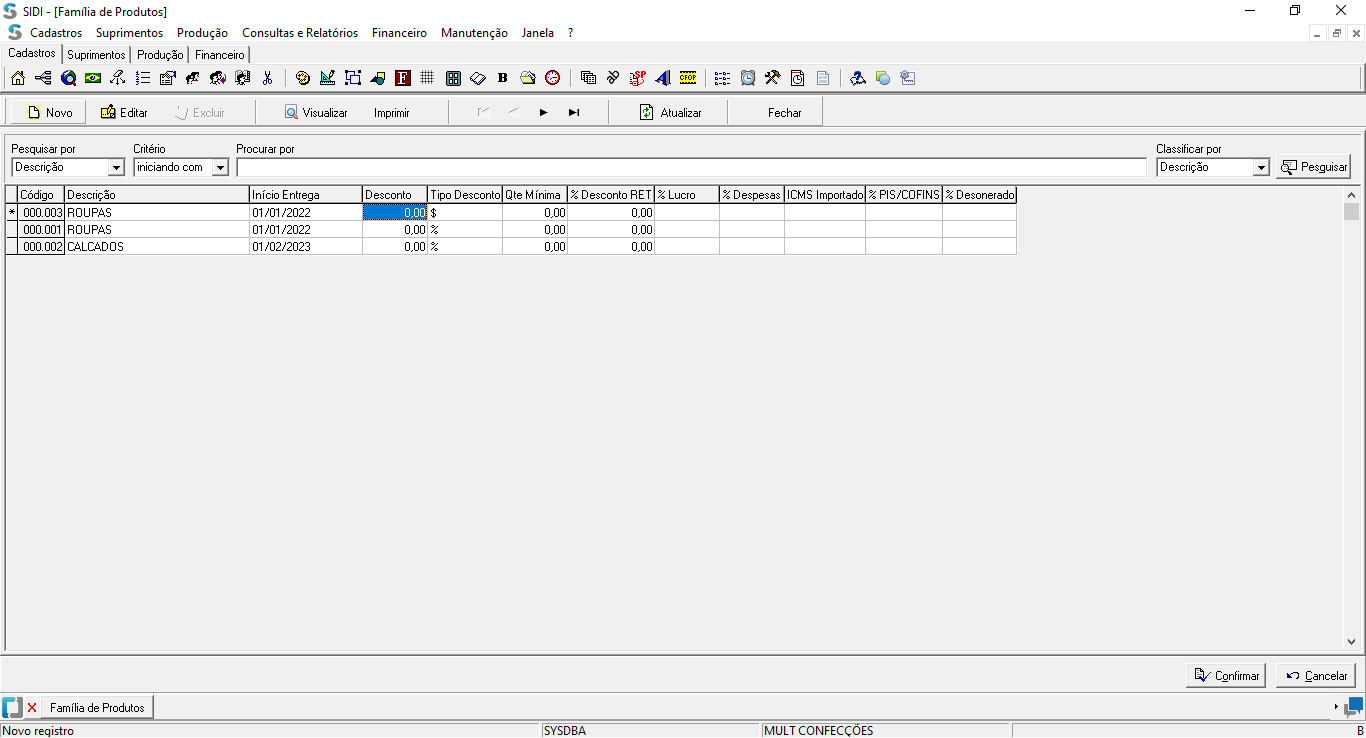 SIDI - [Família de Produtos]
Cadastros Suprimentos Produção Consultas e Relatórios Financeiro Manutenção Janela ?
Cadastros Suprimentos Produção Financeiro
F B SP CFOP
Novo Editar Excluir Visualizar Imprimir Atualizar Fechar
Pesquisar por Critério Procurar por Classificar por
Descrição iniciando com Descrição Pesquisar
Código Descrição Início Entrega Desconto Tipo Desconto Qte Mínima % Desconto RET % Lucro % Despesas ICMS Importado % PIS/COFINS % Desonerado
* 000.003 ROUPAS 01/01/2022 0,00 $ 0,00 0,00
000.001 ROUPAS 01/01/2022 0,00 % 0,00 0,00
000.002 CALCADOS 01/02/2023 0,00 % 0,00 0,00
Confirmar Cancelar
Família de Produtos
Novo registro SYSDBA MULT CONFECÇÕES B